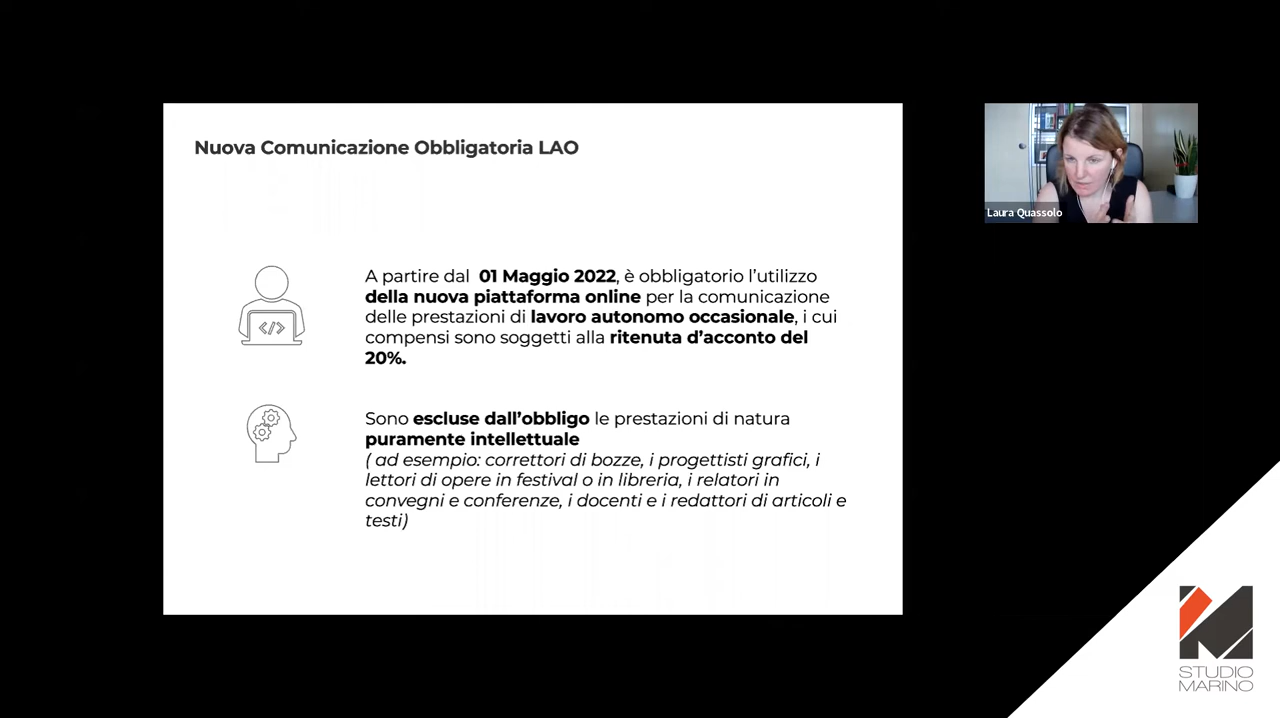 Nuova Comunicazione Obbligatoria LAO
A partire dal 01 Maggio 2022, è obbligatorio l’utilizzo
della nuova piattaforma online per la comunicazione
delle prestazioni di lavoro autonomo occasionale, i cui
compensi sono soggetti alla ritenuta d’acconto del
20%.
Sono escluse dall’obbligo le prestazioni di natura
puramente intellettuale
( ad esempio: correttori di bozze, i progettisti grafici, i
lettori di opere in festival o in libreria, i relatori in
convegni e conferenze, i docenti e i redattori di articoli e
testi)
</>
Laura Quassolo
STUDIO
MARINO